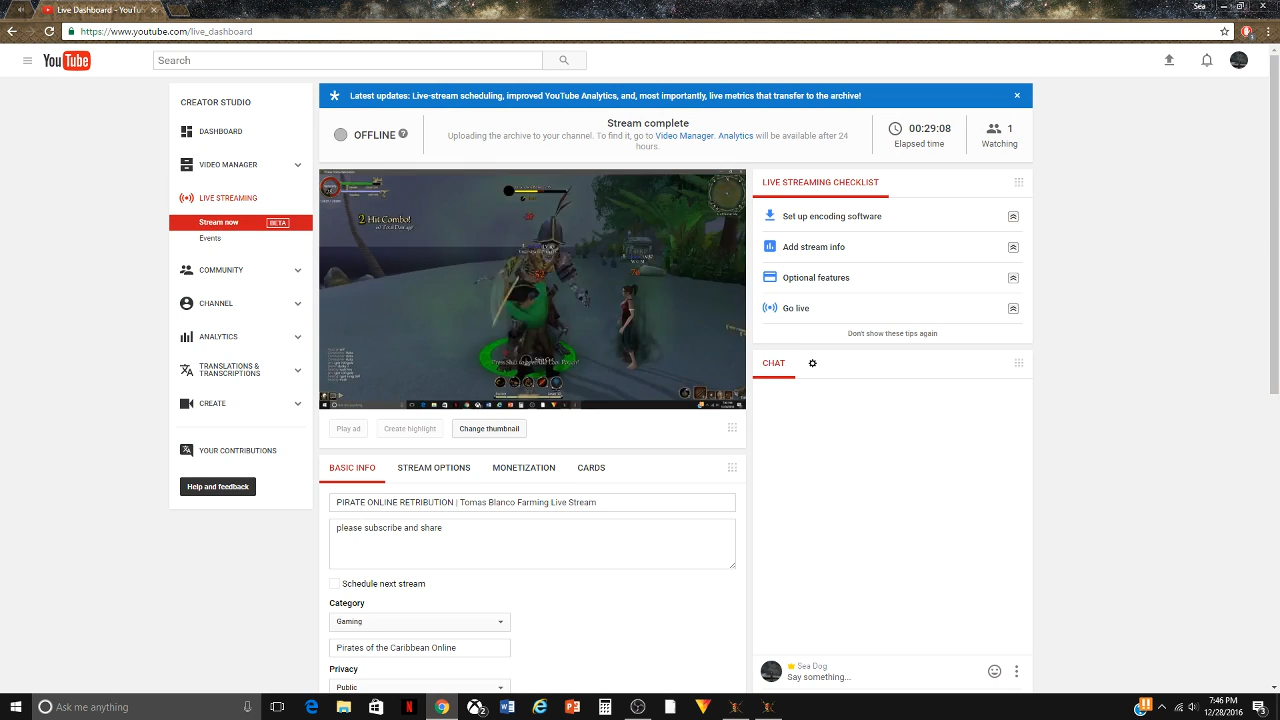 Live Dashboard - YouTu
Sea
https://www.youtube.com/live_dashboard
YouTube
Search
CREATOR STUDIO
DASHBOARD
VIDEO MANAGER
LIVE STREAMING
Stream now BETA
Events
COMMUNITY
CHANNEL
ANALYTICS
TRANSLATIONS &
TRANSCRIPTIONS
CREATE
YOUR CONTRIBUTIONS
Help and feedback
Latest updates: Live-stream scheduling, improved YouTube Analytics, and, most importantly, live metrics that transfer to the archive!
OFFLINE ?
Stream complete
Uploading the archive to your channel. To find it, go to Video Manager. Analytics will be available after 24
hours.
00:29:08
Elapsed time
1
Watching
2 Hit Combo!
Play ad
Create highlight
Change thumbnail
BASIC INFO
STREAM OPTIONS
MONETIZATION
CARDS
PIRATE ONLINE RETRIBUTION | Tomas Blanco Farming Live Stream
please subscribe and share
Schedule next stream
Category
Gaming
Pirates of the Caribbean Online
Privacy
Public
LIVE STREAMING CHECKLIST
Set up encoding software
Add stream info
Optional features
Go live
Don't show these tips again
CHAT
Sea Dog
Say something...
Ask me anything
7:46 PM
12/28/2016